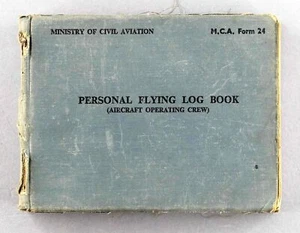 MINISTRY OF CIVIL AVIATION M.C.A. Form 24
PERSONAL FLYING LOG BOOK
(AIRCRAFT OPERATING CREW)